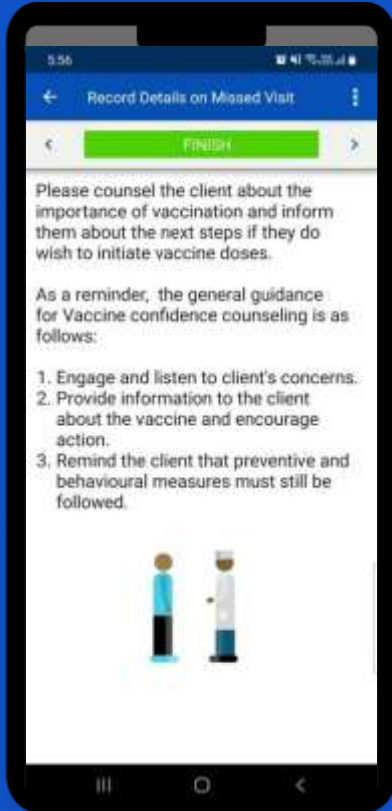 5:56
Record Details on Missed Visit
FINISH
Please counsel the client about the
importance of vaccination and inform
them about the next steps if they do
wish to initiate vaccine doses.
As a reminder, the general guidance
for Vaccine confidence counseling is as
follows:
1. Engage and listen to client's concerns.
2. Provide information to the client
about the vaccine and encourage
action.
3. Remind the client that preventive and
behavioural measures must still be
followed.